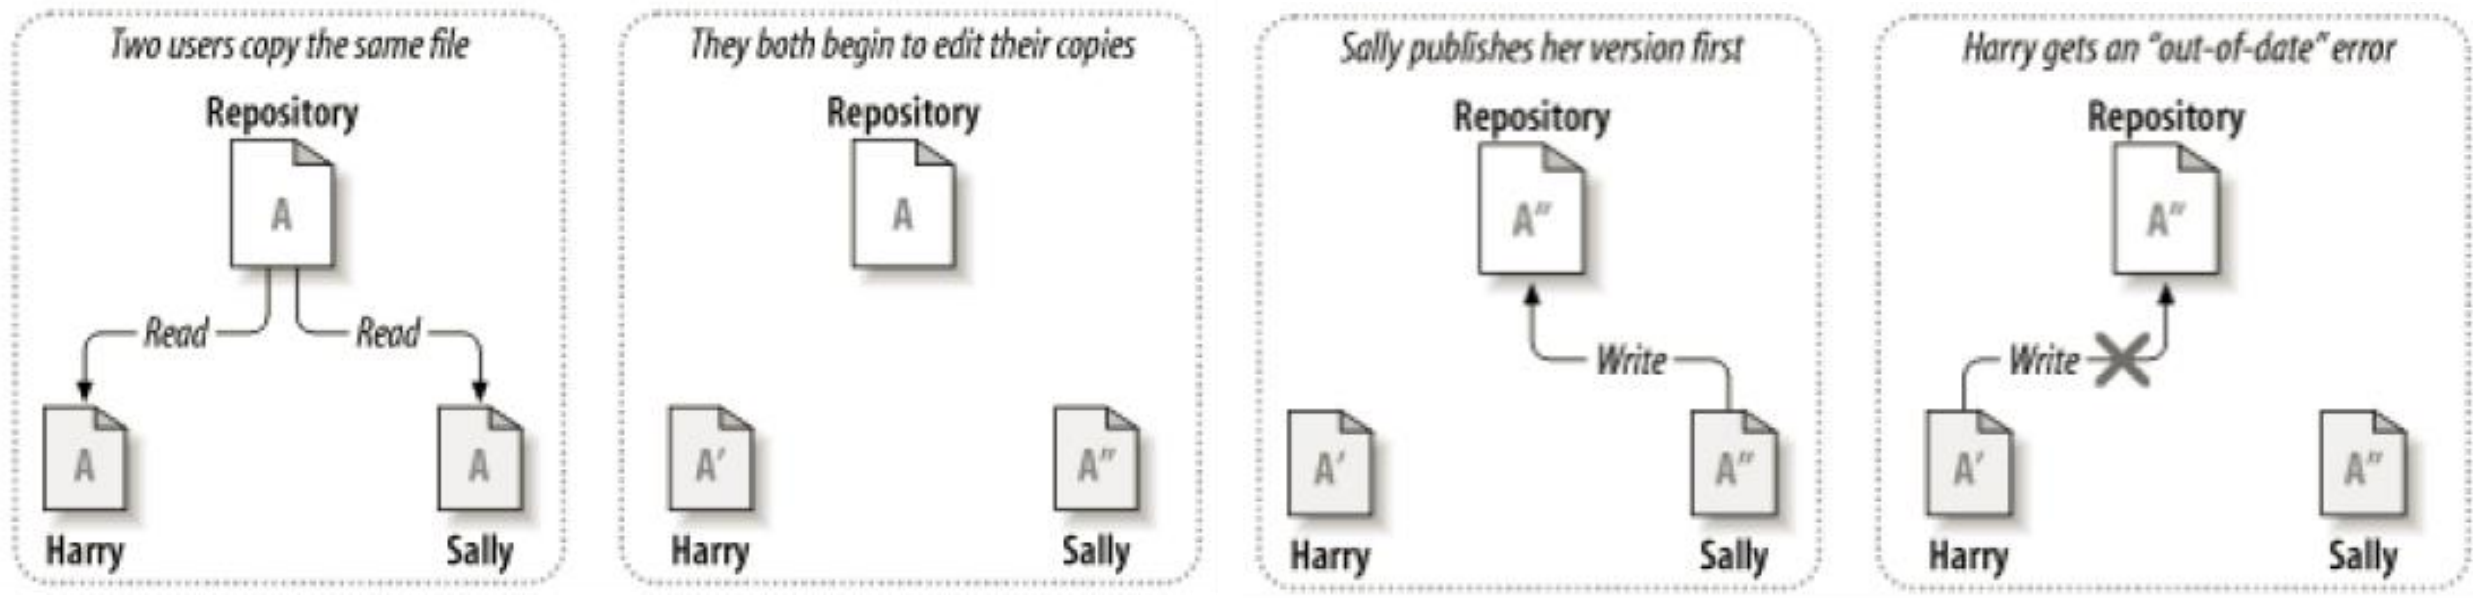 Two users copy the same file
Repository
A
Read
Read
A
A
Harry
Sally
They both begin to edit their copies
Repository
A
A′
A″
Harry
Sally
Sally publishes her version first
Repository
A″
Write
A′
A″
Harry
Sally
Harry gets an “out-of-date” error
Repository
A″
Write
A′
A″
Harry
Sally